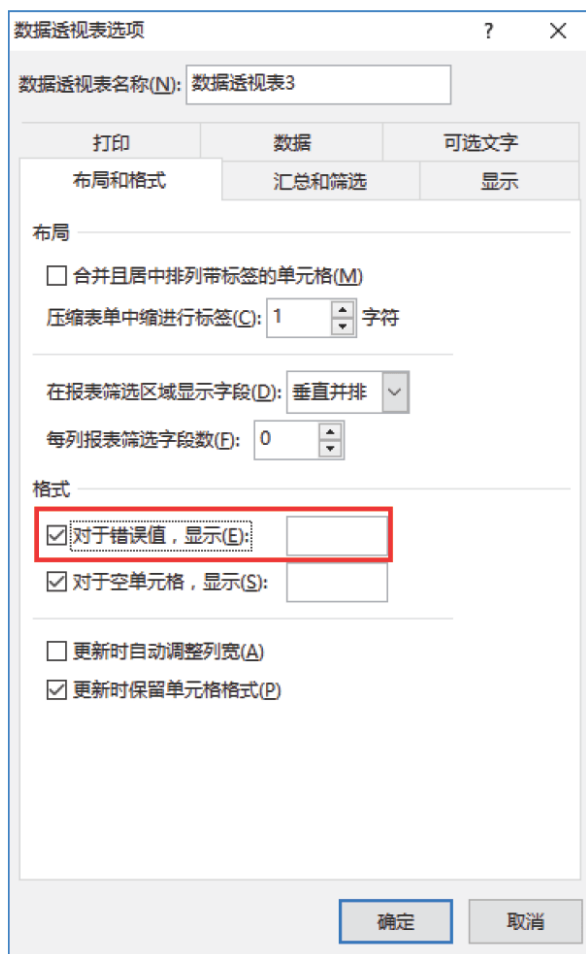 数据透视表选项 ?
数据透视表名称(N): 数据透视表3
打印 数据 可选文字
布局和格式 汇总和筛选 显示
布局
合并且居中排列带标签的单元格(M)
压缩表单中缩进行标签(C): 1 字符
在报表筛选区域显示字段(D): 垂直并排
每列报表筛选字段数(F): 0
格式
对于错误值，显示(E):
对于空单元格，显示(S):
更新时自动调整列宽(A)
更新时保留单元格格式(P)
确定 取消